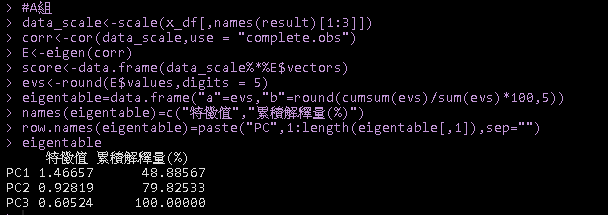 > #A組
> data_scale<-scale(x_df[,names(result)[1:3]])
> corr<-cor(data_scale,use = "complete.obs")
> E<-eigen(corr)
> score<-data.frame(data_scale%*%E$vectors)
> evs<-round(E$values,digits = 5)
> eigentable=data.frame("a"=evs,"b"=round(cumsum(evs)/sum(evs)*100,5))
> names(eigentable)=c("特徵值","累積解釋量(%)")
> row.names(eigentable)=paste("PC",1:length(eigentable[,1]),sep="")
> eigentable
特徵值 累積解釋量(%)
PC1 1.46657 48.88567
PC2 0.92819 79.82533
PC3 0.60524 100.00000